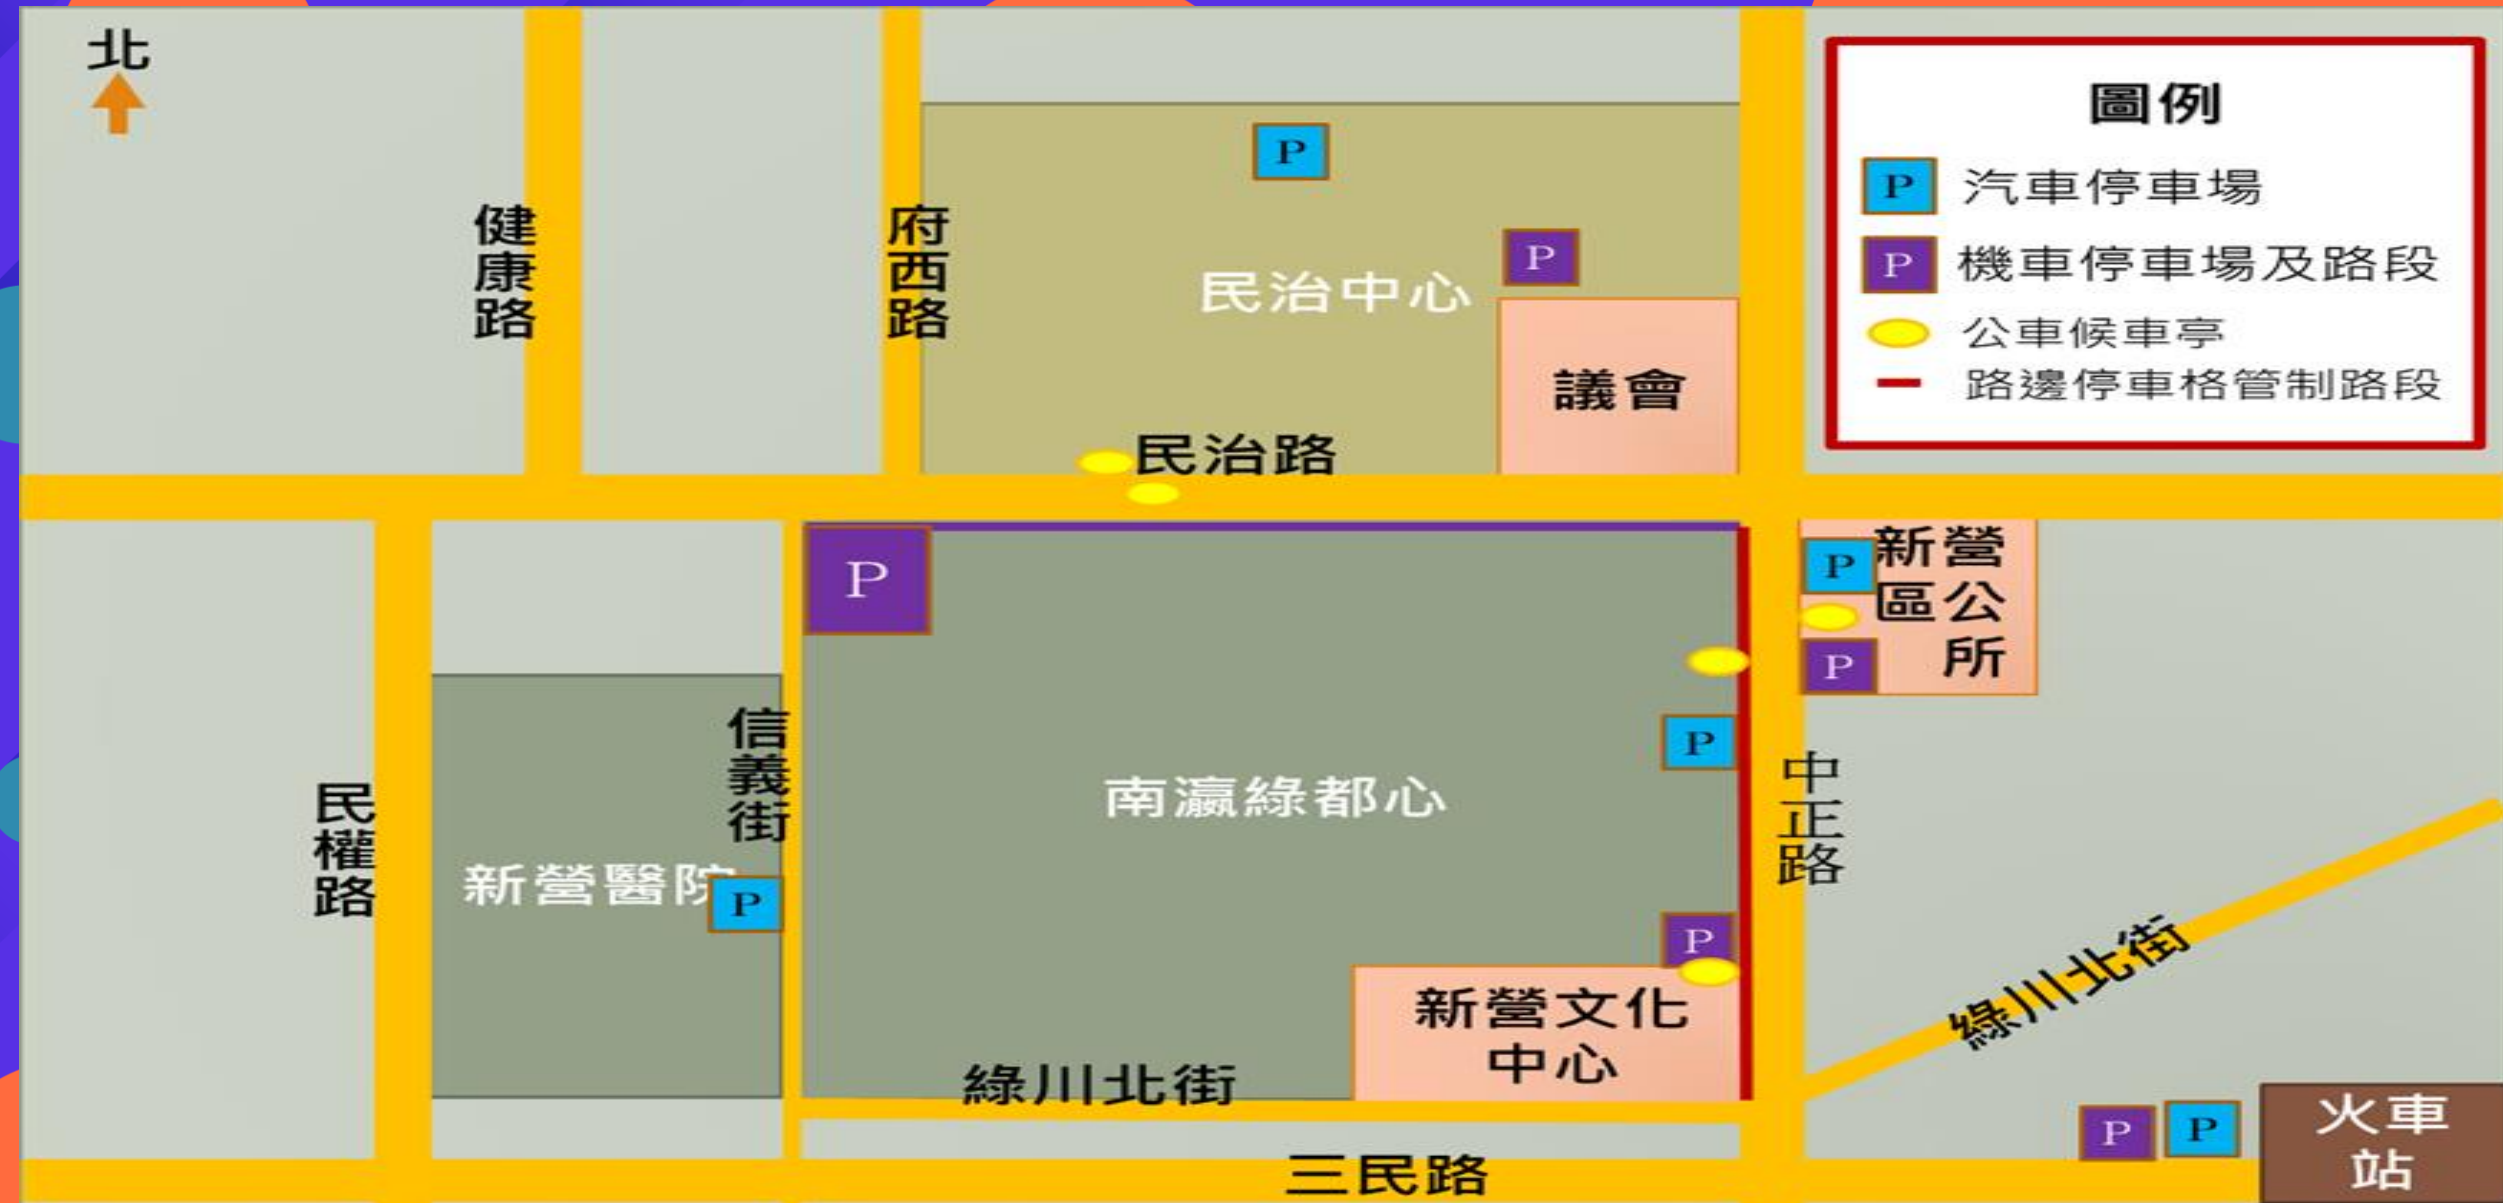 北
圖例
P 汽車停車場
P 機車停車場及路段
公車候車亭
路邊停車格管制路段
健康路
府西路
P
P
民治中心
議會
民治路
P
P
新營
區公
所
P
信義街
P
中正路
南瀛綠都心
民權路
新營醫院
P
P
綠川北街
新營文化
中心
綠川北街
P
P
火車
站
三民路